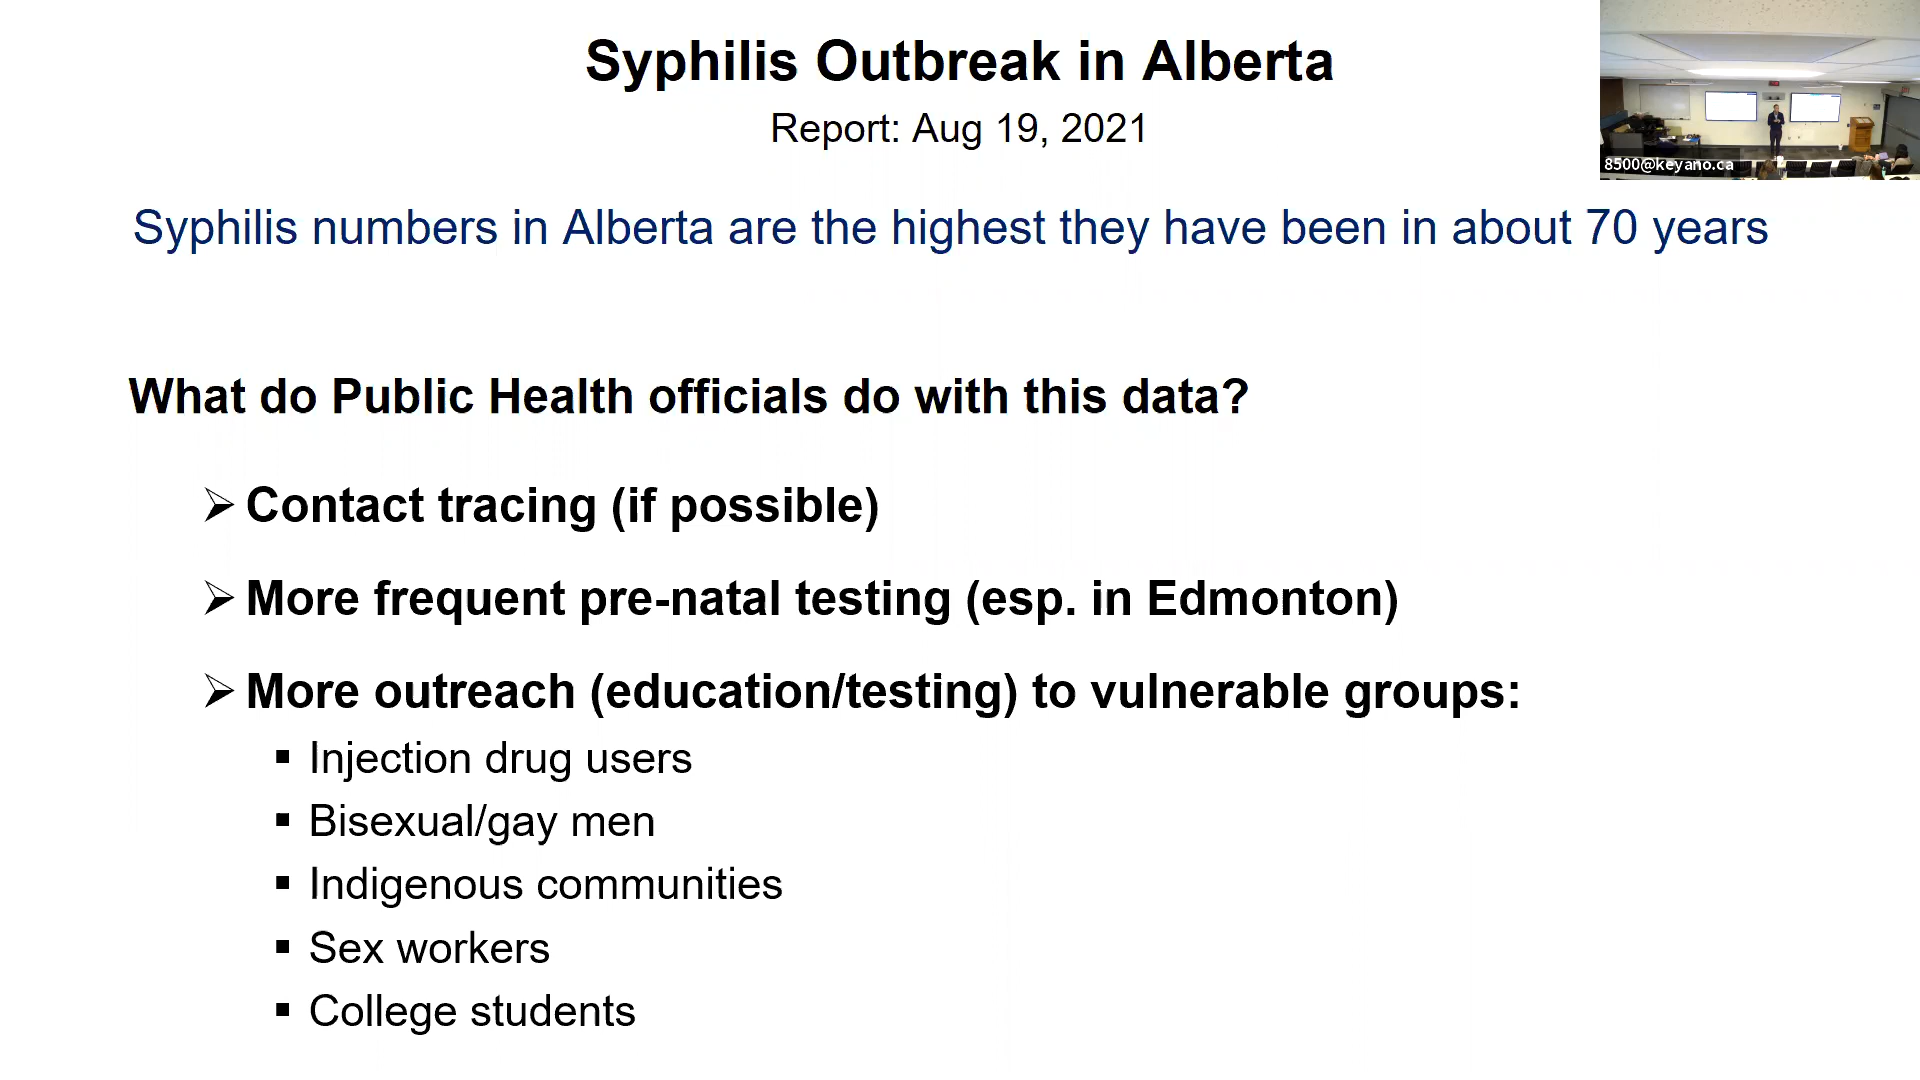 Syphilis Outbreak in Alberta
Report: Aug 19, 2021
8500@keyano.ca
Syphilis numbers in Alberta are the highest they have been in about 70 years
What do Public Health officials do with this data?
➢ Contact tracing (if possible)
➢ More frequent pre-natal testing (esp. in Edmonton)
➢ More outreach (education/testing) to vulnerable groups:
▪ Injection drug users
▪ Bisexual/gay men
▪ Indigenous communities
▪ Sex workers
▪ College students